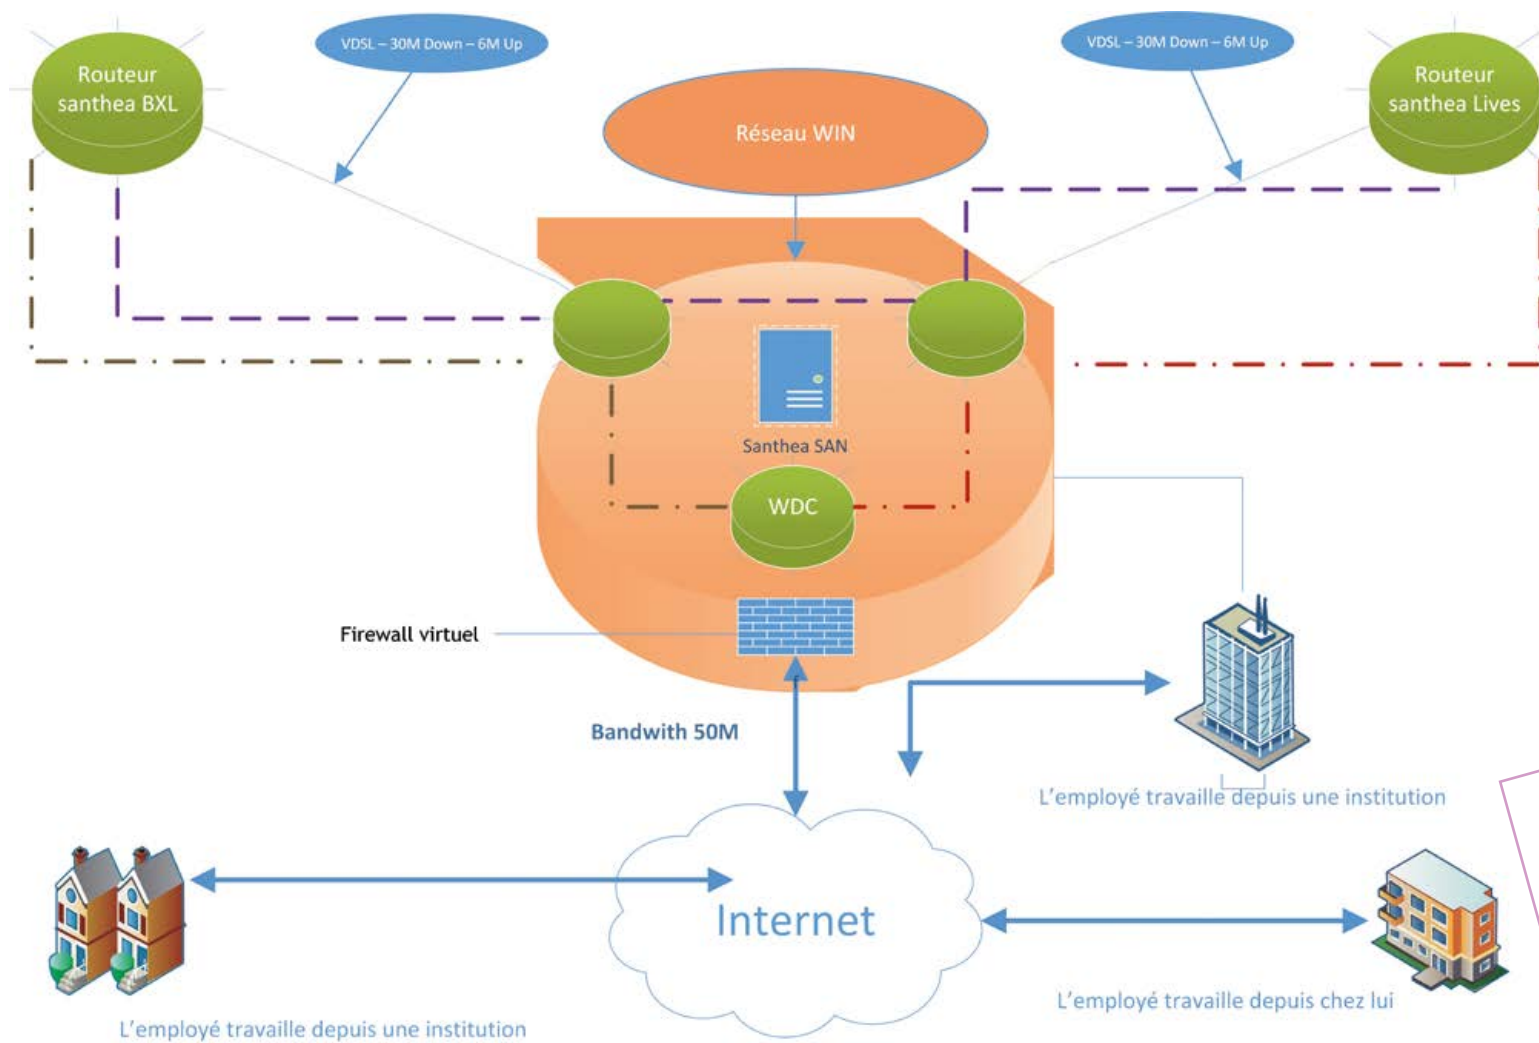 VDSL – 30M Down – 6M Up
VDSL – 30M Down – 6M Up
Routeur
santhea BXL
Routeur
santhea Lives
Réseau WIN
Santhea SAN
WDC
Firewall virtuel
Bandwith 50M
L'employé travaille depuis une institution
Internet
L'employé travaille depuis chez lui
L'employé travaille depuis une institution